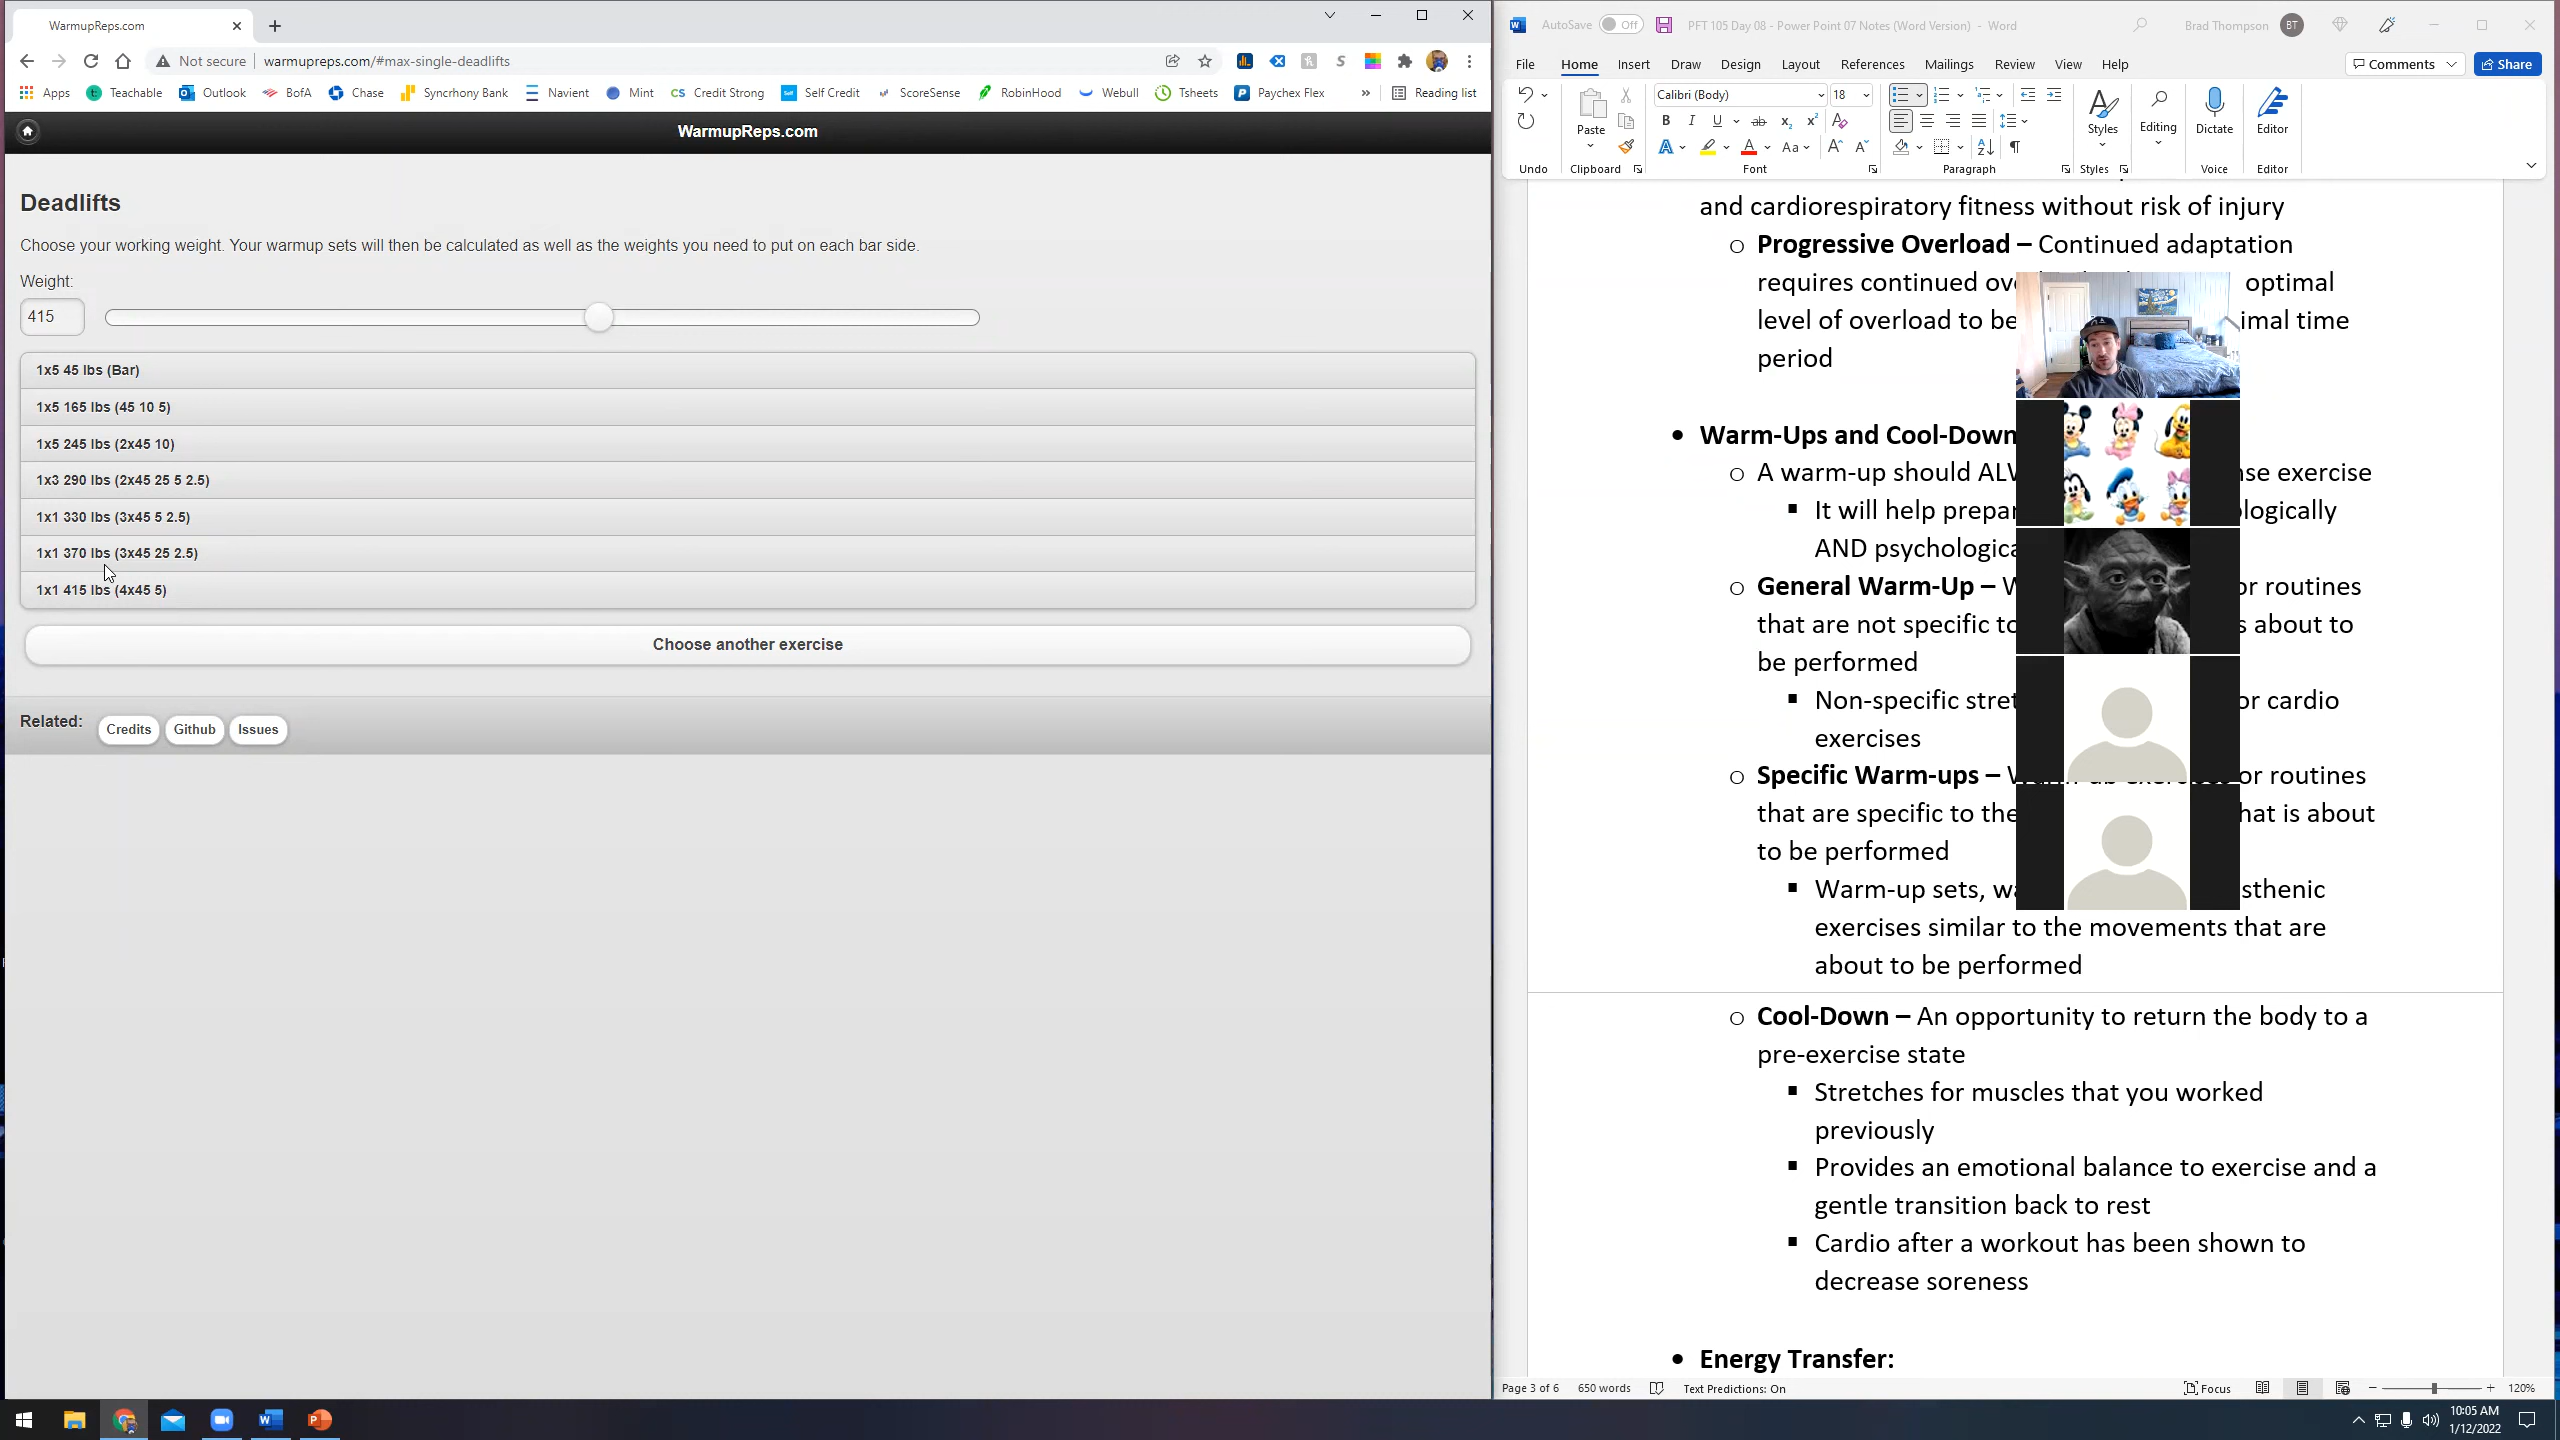 WarmupReps.com
Not secure
warmupreps.com/#max-single-deadlifts
Apps Teachable Outlook BofA Chase Syncrhony Bank Navient Mint CS Credit Strong Self Credit ScoreSense RobinHood Webull Tsheets Paychex Flex » Reading list
WarmupReps.com
Deadlifts
Choose your working weight. Your warmup sets will then be calculated as well as the weights you need to put on each bar side.
Weight:
415
1x5 45 lbs (Bar)
1x5 165 lbs (45 10 5)
1x5 245 lbs (2x45 10)
1x3 290 lbs (2x45 25 5 2.5)
1x1 330 lbs (3x45 5 2.5)
1x1 370 lbs (3x45 25 2.5)
1x1 415 lbs (4x45 5)
Choose another exercise
Related: Credits Github Issues
AutoSave Off PFT 105 Day 08 - Power Point 07 Notes (Word Version) - Word Brad Thompson BT
File Home Insert Draw Design Layout References Mailings Review View Help Comments Share
Calibri (Body) 18
Paste Styles Editing Dictate Editor
Undo Clipboard Font Paragraph Styles Voice Editor
and cardiorespiratory fitness without risk of injury
o Progressive Overload – Continued adaptation
requires continued optimal
level of overload to be time
period
• Warm-Ups and Cool-Down
o A warm-up should exercise
It will help
AND
o General Warm-Up – or routines
that are not specific to about to
be performed
Non-specific or cardio
exercises
o Specific Warm-ups – or routines
that are specific to the that is about
to be performed
Warm-up sets,
exercises similar to the movements that are
about to be performed
o Cool-Down – An opportunity to return the body to a
pre-exercise state
Stretches for muscles that you worked
previously
Provides an emotional balance to exercise and a
gentle transition back to rest
Cardio after a workout has been shown to
decrease soreness
• Energy Transfer:
Page 3 of 6 650 words Text Predictions: On Focus 120%
10:05 AM
1/12/2022